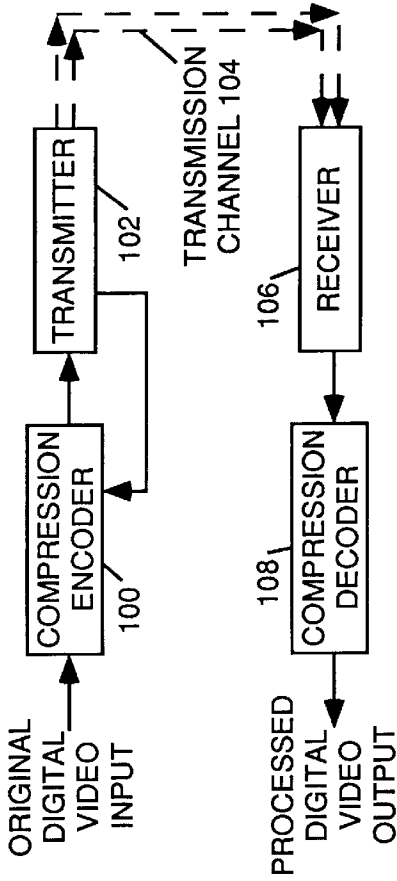 ORIGINAL
DIGITAL
VIDEO
INPUT
COMPRESSION
ENCODER
100
TRANSMITTER
102
TRANSMISSION
CHANNEL 104
RECEIVER
106
COMPRESSION
DECODER
108
PROCESSED
DIGITAL
VIDEO
OUTPUT